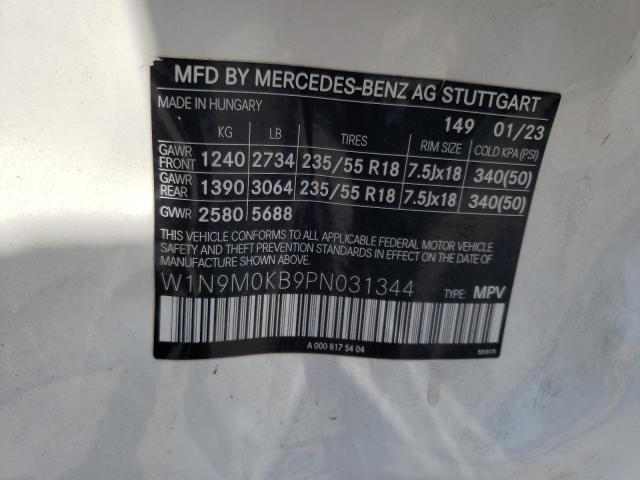 MFD BY MERCEDES-BENZ AG STUTTGART
MADE IN HUNGARY 149 01/23
KG LB TIRES RIM SIZE COLD KPA (PSI)
GAWR FRONT 1240 2734 235/55 R18 7.5Jx18 340(50)
GAWR REAR 1390 3064 235/55 R18 7.5Jx18 340(50)
GVWR 2580 5688
THIS VEHICLE CONFORMS TO ALL APPLICABLE FEDERAL MOTOR VEHICLE
SAFETY AND THEFT PREVENTION STANDARDS IN EFFECT ON THE DATE
OF MANUFACTURE SHOWN ABOVE.
W1N9M0KB9PN031344 TYPE: MPV
A 000 817 54 04